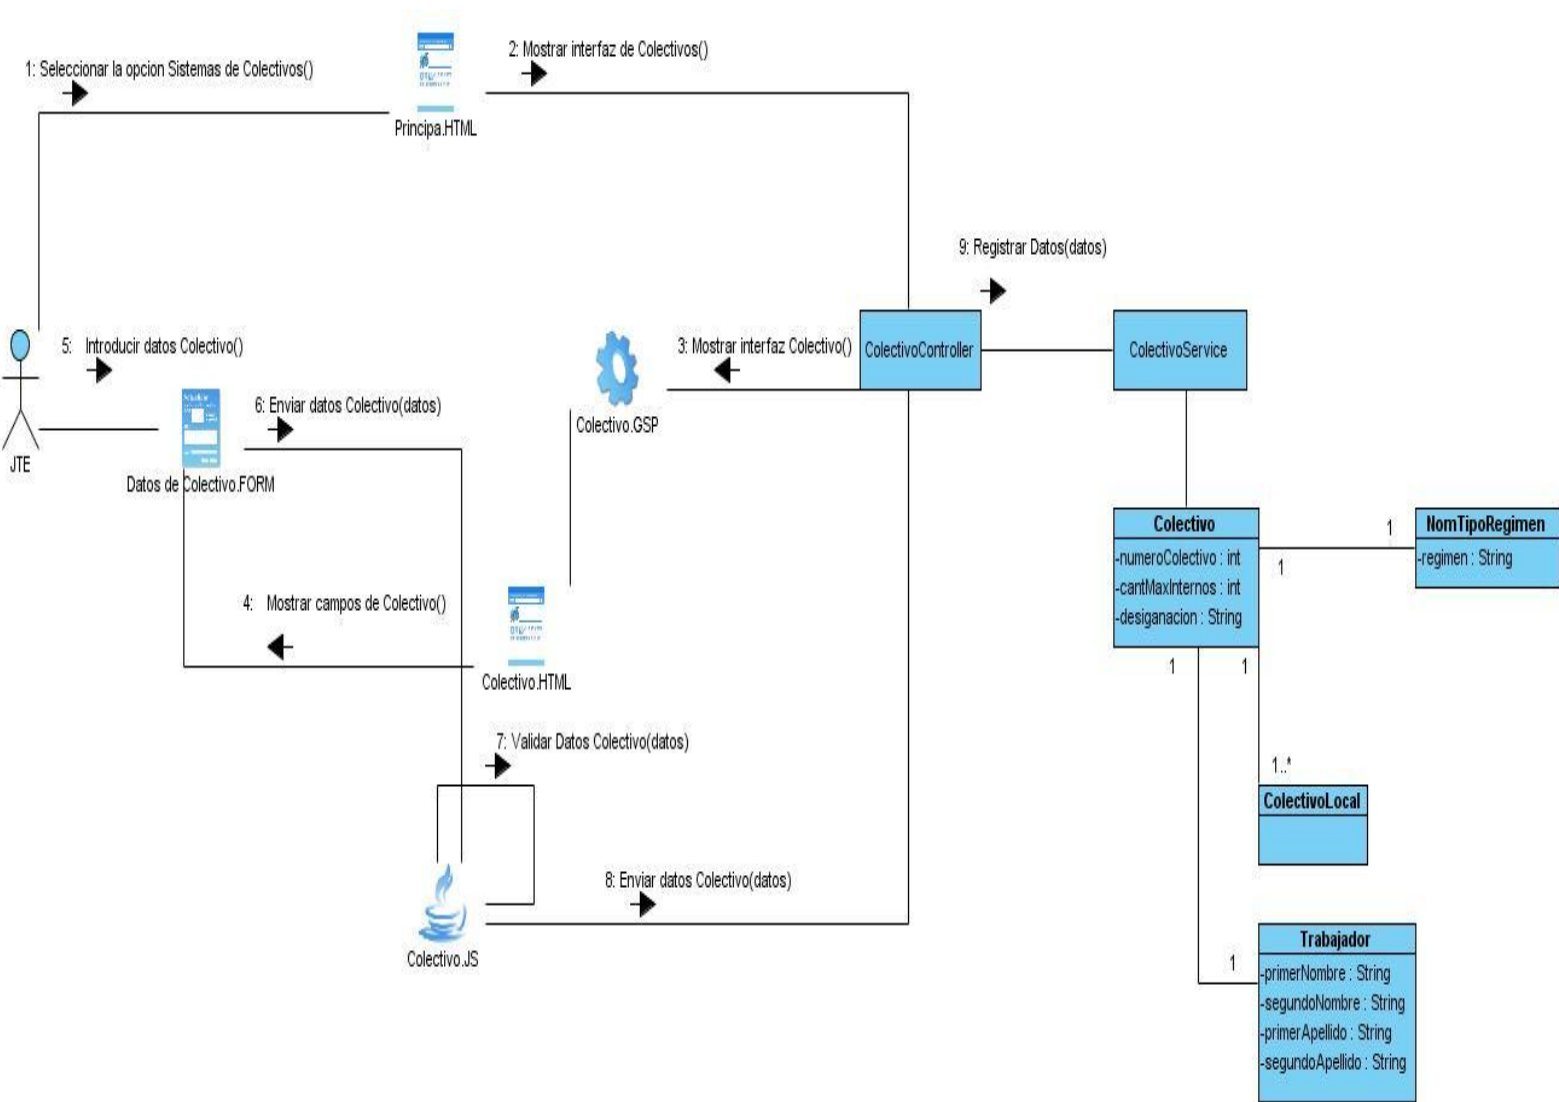 2: Mostrar interfaz de Colectivos()
1: Seleccionar la opcion Sistemas de Colectivos()
Principa.HTML
9: Registrar Datos(datos)
5: Introducir datos Colectivo()
3: Mostrar interfaz Colectivo()
ColectivoController
ColectivoService
6: Enviar datos Colectivo(datos)
Colectivo.GSP
JTE
Datos de Colectivo.FORM
Colectivo
-numeroColectivo : int
-cantMaxInternos : int
-desiganacion : String
1
1
NomTipoRegimen
-regimen : String
4: Mostrar campos de Colectivo()
Colectivo.HTML
1
1
7: Validar Datos Colectivo(datos)
1..*
ColectivoLocal
8: Enviar datos Colectivo(datos)
Colectivo.JS
1
Trabajador
-primerNombre : String
-segundoNombre : String
-primerApellido : String
-segundoApellido : String